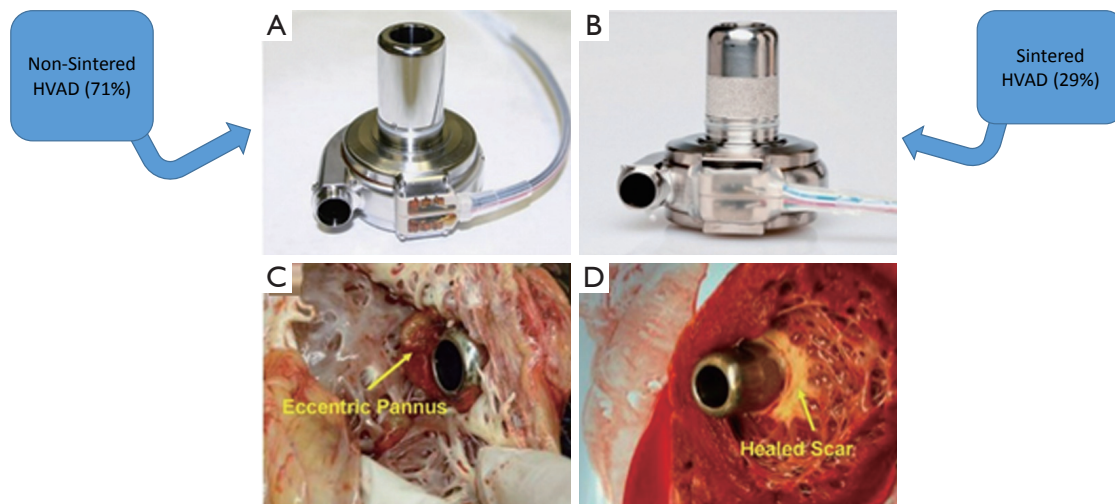 Non-Sintered
HVAD (71%)
A
B
Sintered
HVAD (29%)
C
Eccentric Pannus
D
Healed Scar